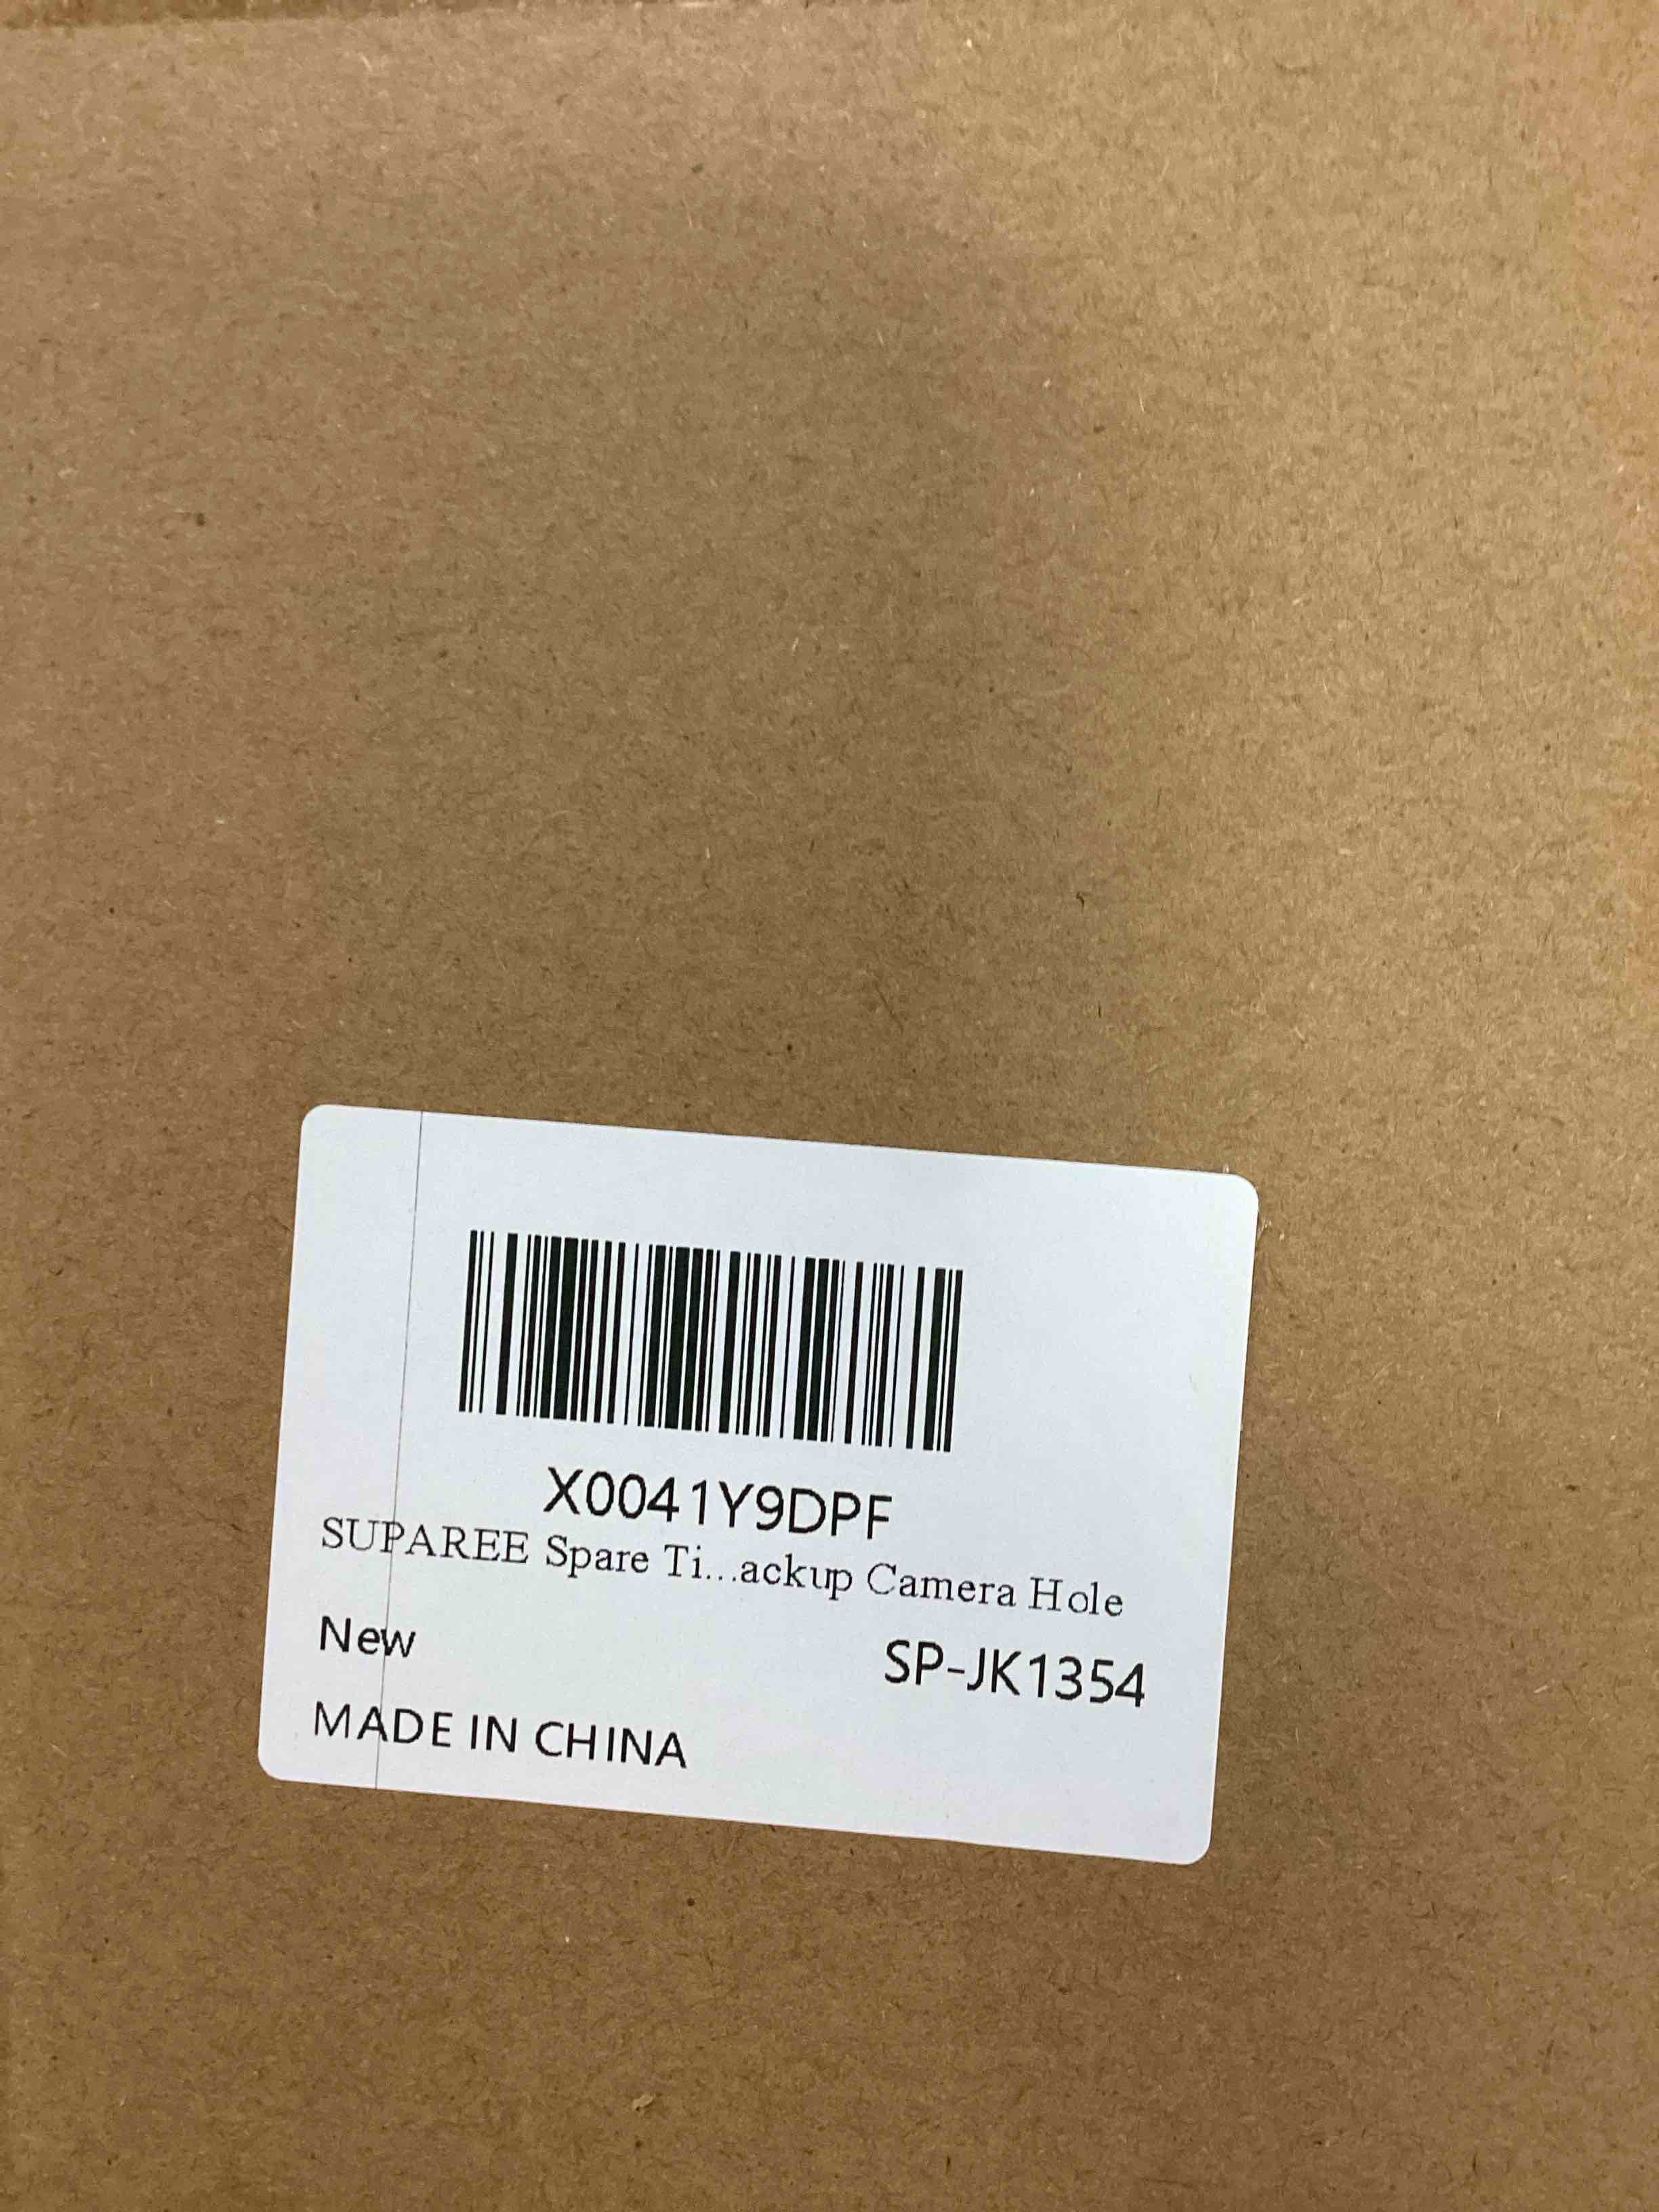 X0041Y9DPF
SUPAREE Spare Ti...ackup Camera Hole
New
SP-JK1354
MADE IN CHINA